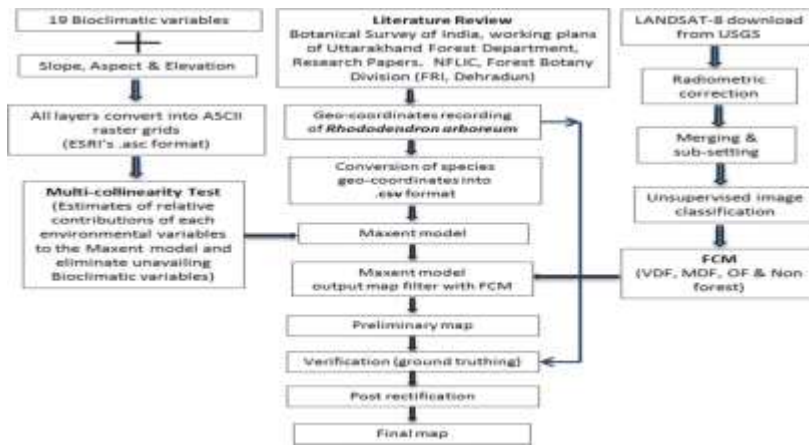 19 Bioclimatic variables
Slope, Aspect & Elevation
All layers convert into ASCII
raster grids
(ESRI's .asc format)
Multi-collinearity Test
(Estimates of relative
contributions of each
environmental variables
to the Maxent model and
eliminate unavailing
Bioclimatic variables)
Literature Review
Botanical Survey of India, working plans
of Uttarakhand Forest Department,
Research Papers. NFLIC, Forest Botany
Division (FRI, Dehradun)
Geo-coordinates recording
of Rhododendron arboreum
Conversion of species
geo-coordinates into
.csv format
Maxent model
Maxent model
output map filter with FCM
Preliminary map
Verification (ground truthing)
Post rectification
Final map
LANDSAT-8 download
from USGS
Radiometric
correction
Merging &
sub-setting
Unsupervised image
classification
FCM
(VDF, MDF, OF & Non
forest)